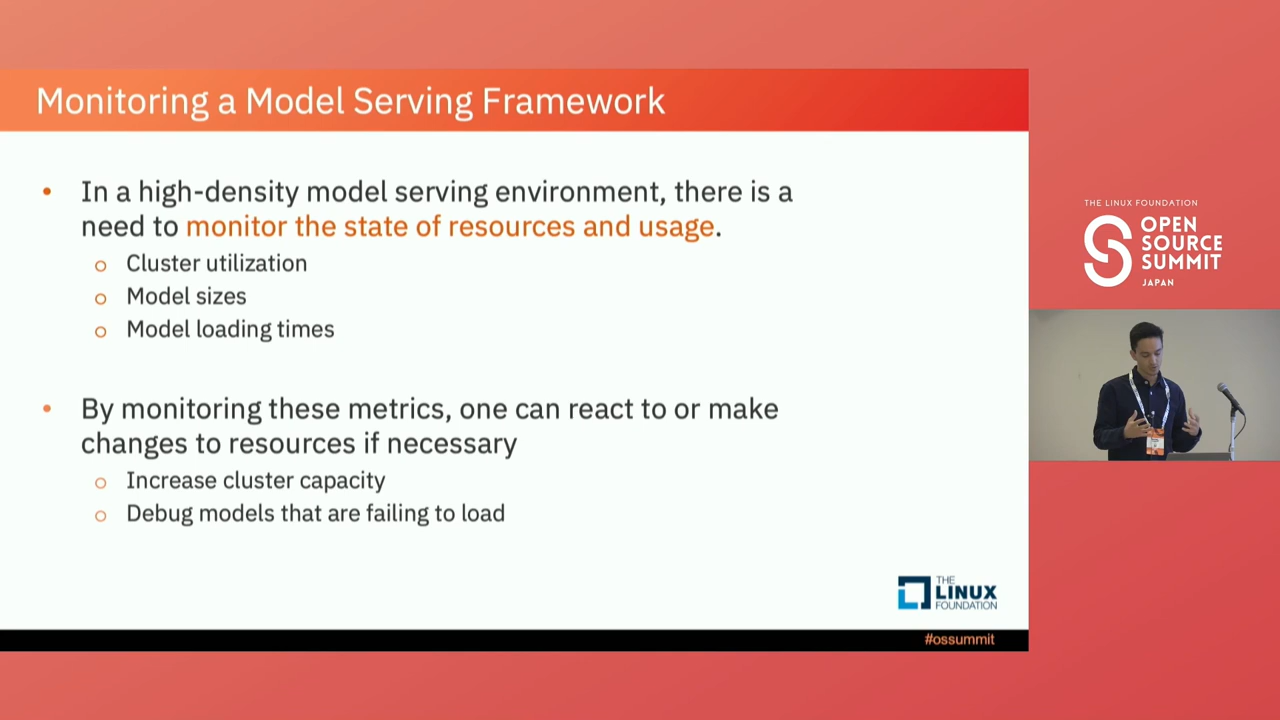 Monitoring a Model Serving Framework
• In a high-density model serving environment, there is a
need to monitor the state of resources and usage.
o Cluster utilization
o Model sizes
o Model loading times
• By monitoring these metrics, one can react to or make
changes to resources if necessary
o Increase cluster capacity
o Debug models that are failing to load
THE
LINUX
FOUNDATION
#ossummit
THE LINUX FOUNDATION
OPEN
SOURCE
SUMMIT
JAPAN